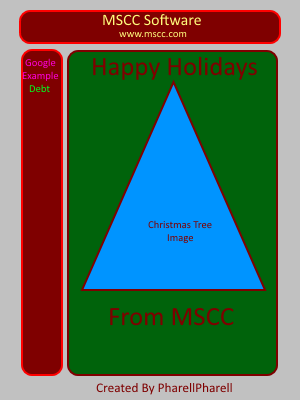 MSCC Software
www.mscc.com
Google
Example
Debt
Happy Holidays
Christmas Tree
Image
From MSCC
Created By PharellPharell